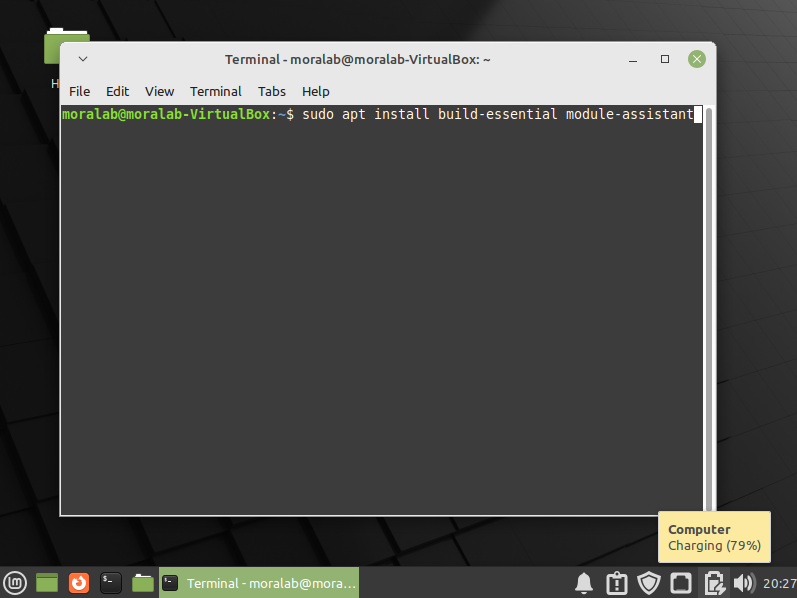 H
Terminal - moralab@moralab-VirtualBox: ~
File Edit View Terminal Tabs Help
moralab@moralab-VirtualBox:~$ sudo apt install build-essential module-assistant
Computer
Charging (79%)
lm
$_
$_ Terminal - moralab@mora...
20:27